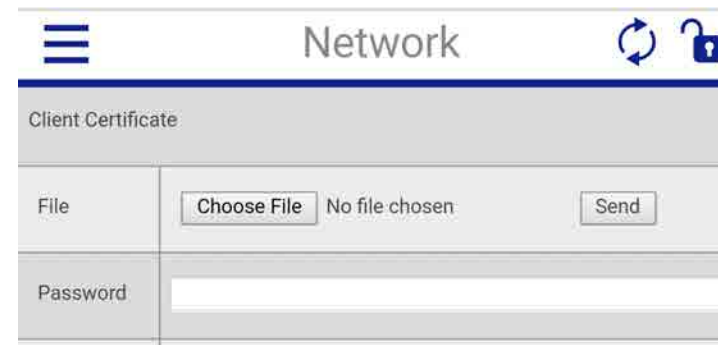 Network
Client Certificate
File Choose File No file chosen Send
Password